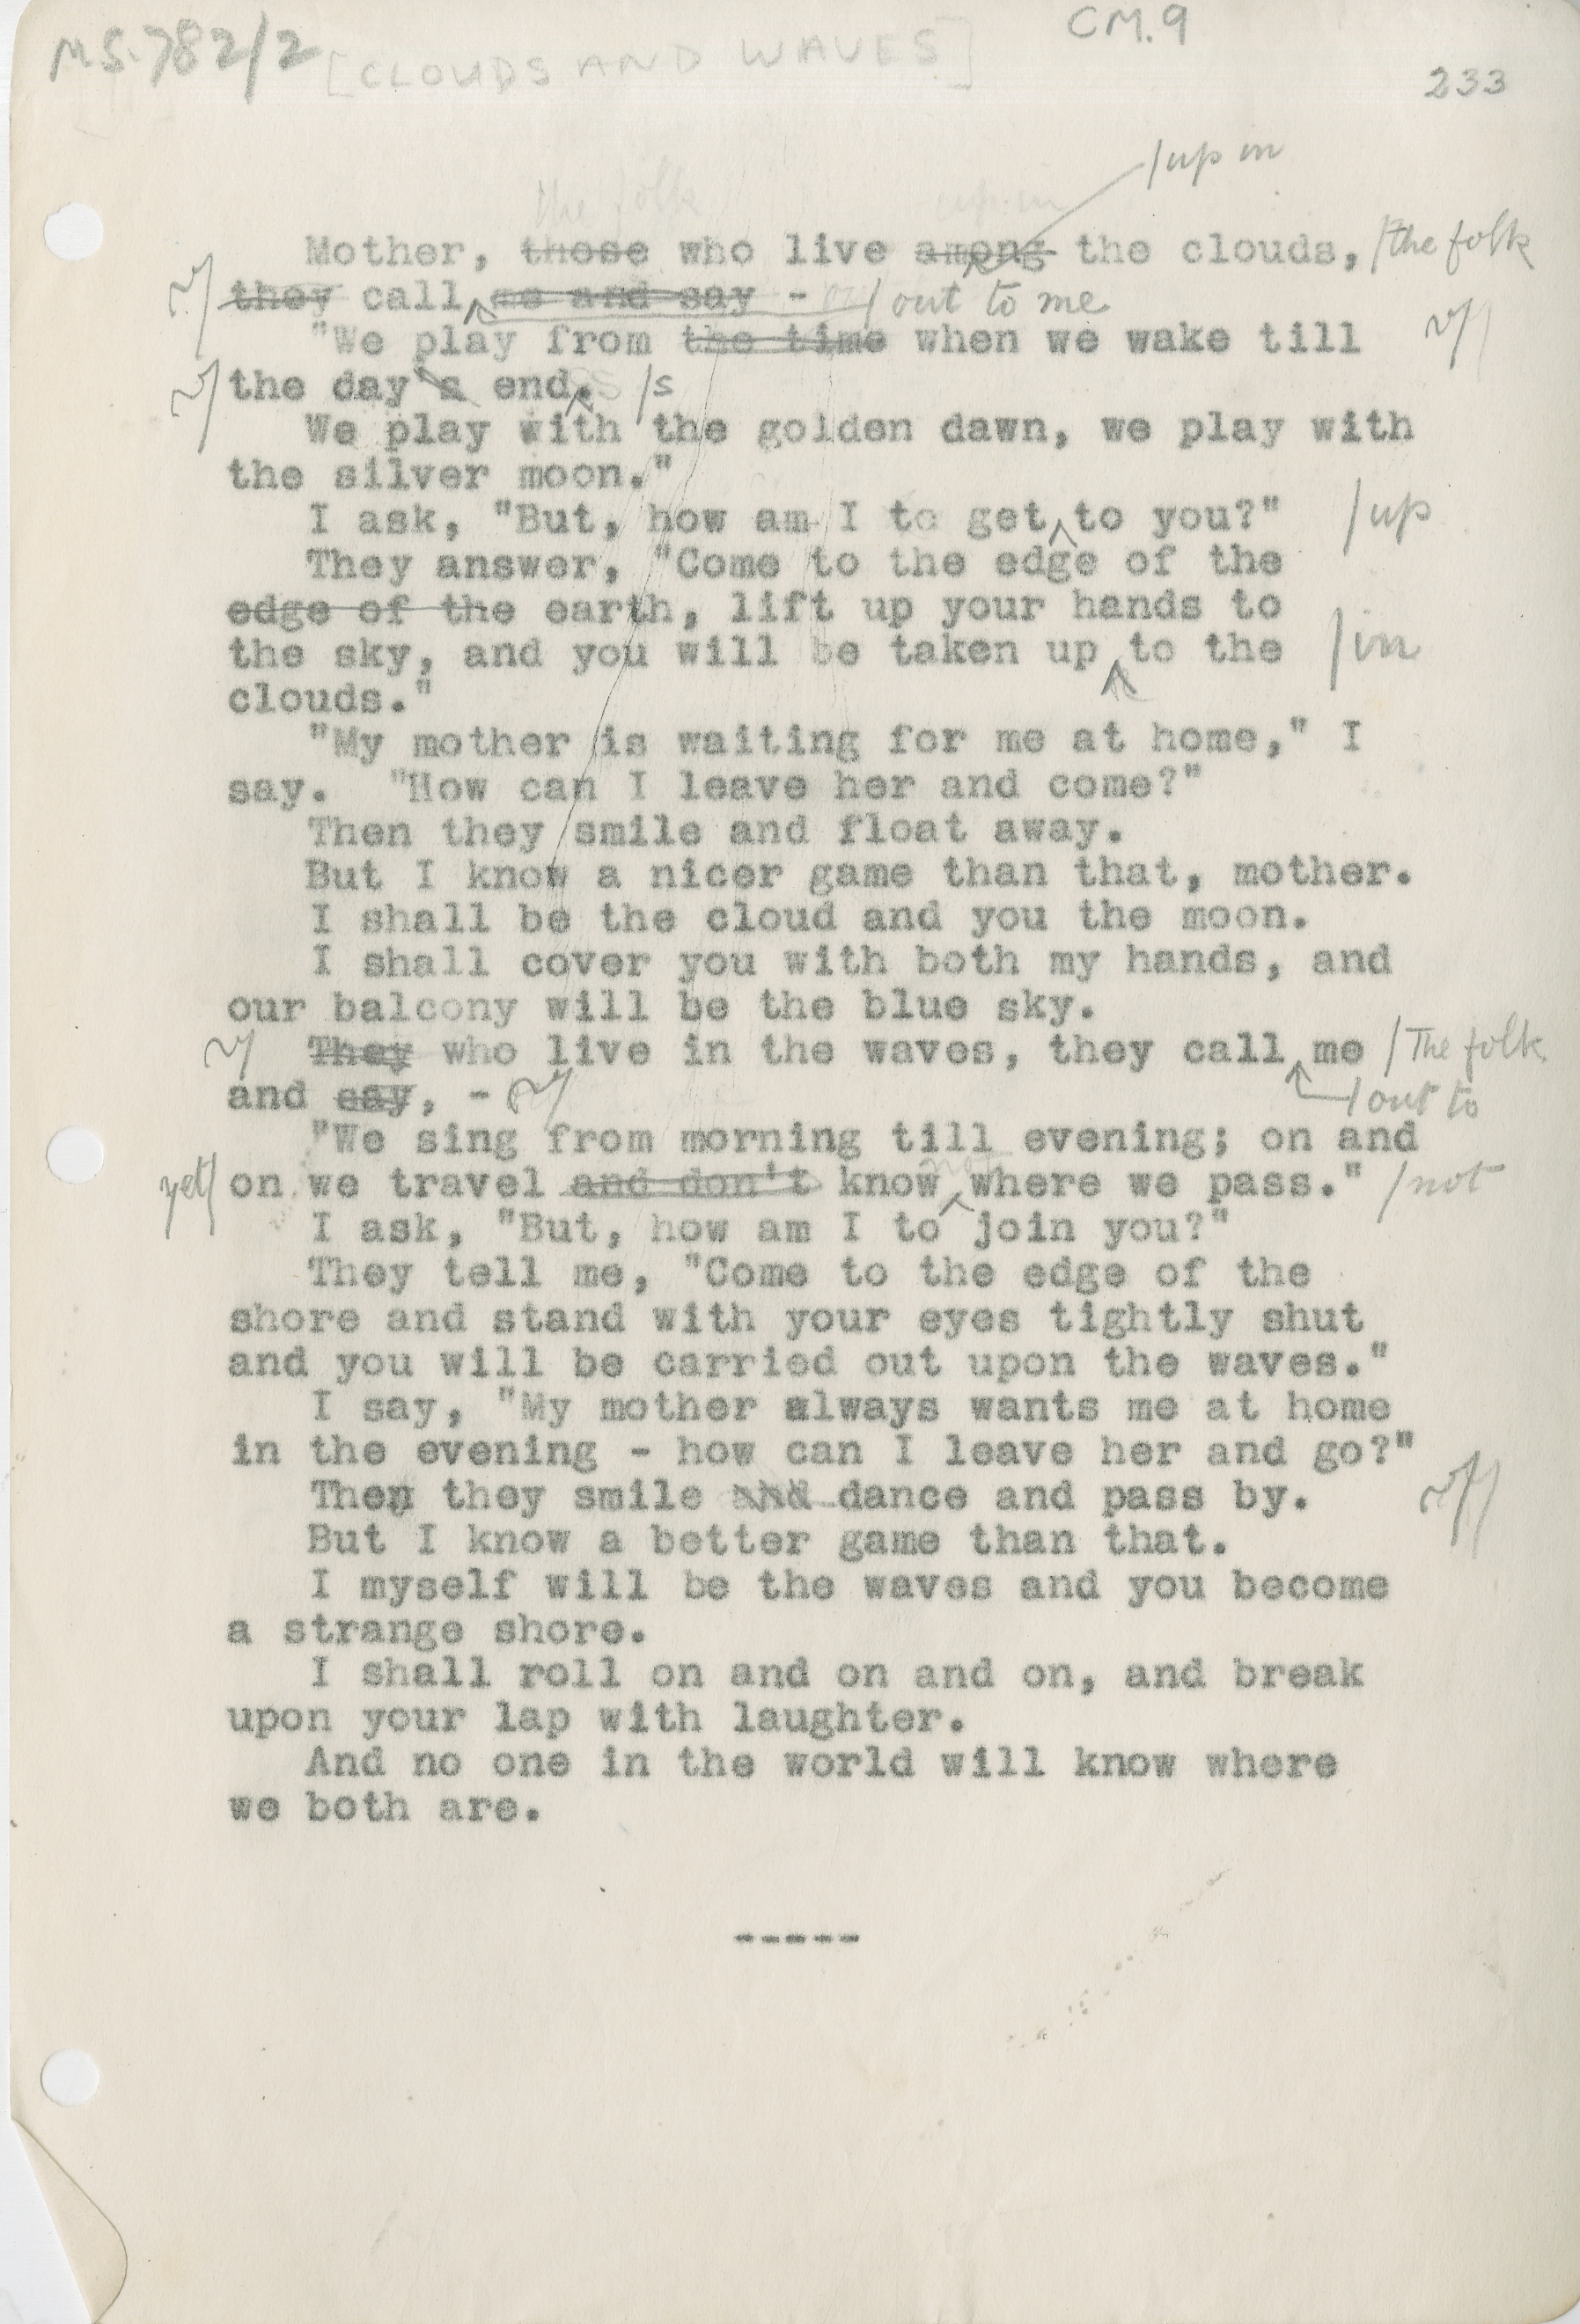 MS.782/2 [CLOUDS AND WAVES] CM.9
233
/up in
the folk up in
Mother, those who live among the clouds, /the folk
they call me and say - /out to me
"We play from the time when we wake till
the day's end. /s
We play with the golden dawn, we play with
the silver moon."
I ask, "But, how am I to get to you?" /up
They answer, "Come to the edge of the
edge of the earth, lift up your hands to
the sky, and you will be taken up to the /in
clouds."
"My mother is waiting for me at home," I
say. "How can I leave her and come?"
Then they smile and float away.
But I know a nicer game than that, mother.
I shall be the cloud and you the moon.
I shall cover you with both my hands, and
our balcony will be the blue sky.
They who live in the waves, they call me /The folk
and say, - /out to
"We sing from morning till evening; on and
yet/ on we travel and don't know where we pass." /not
I ask, "But, how am I to join you?"
They tell me, "Come to the edge of the
shore and stand with your eyes tightly shut
and you will be carried out upon the waves."
I say, "My mother always wants me at home
in the evening - how can I leave her and go?"
Then they smile and dance and pass by.
But I know a better game than that.
I myself will be the waves and you become
a strange shore.
I shall roll on and on and on, and break
upon your lap with laughter.
And no one in the world will know where
we both are.
-----